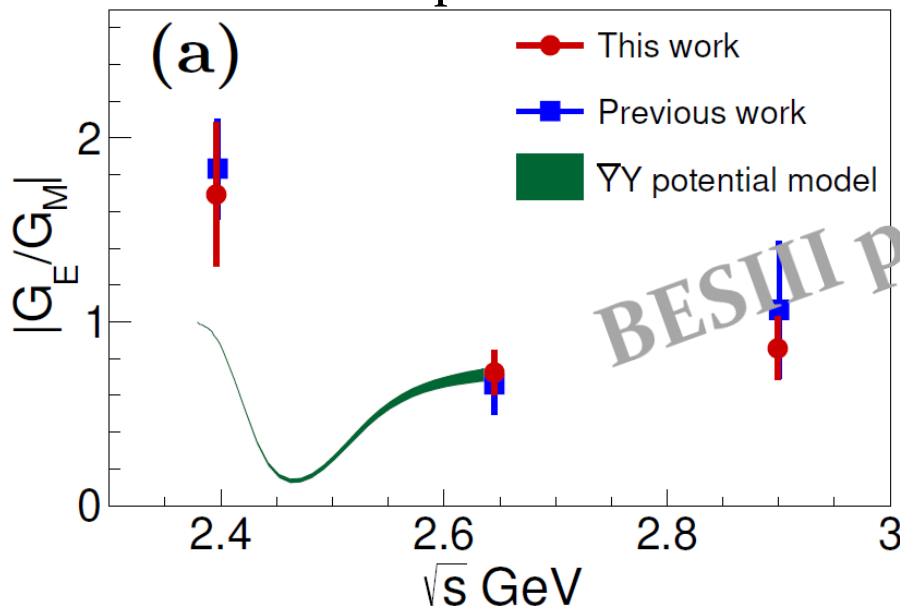 (a)
This work
Previous work
Y̅Y potential model
BESIII p
|G_E/G_M|
2
1
0
2.4 2.6 2.8 3
√s GeV